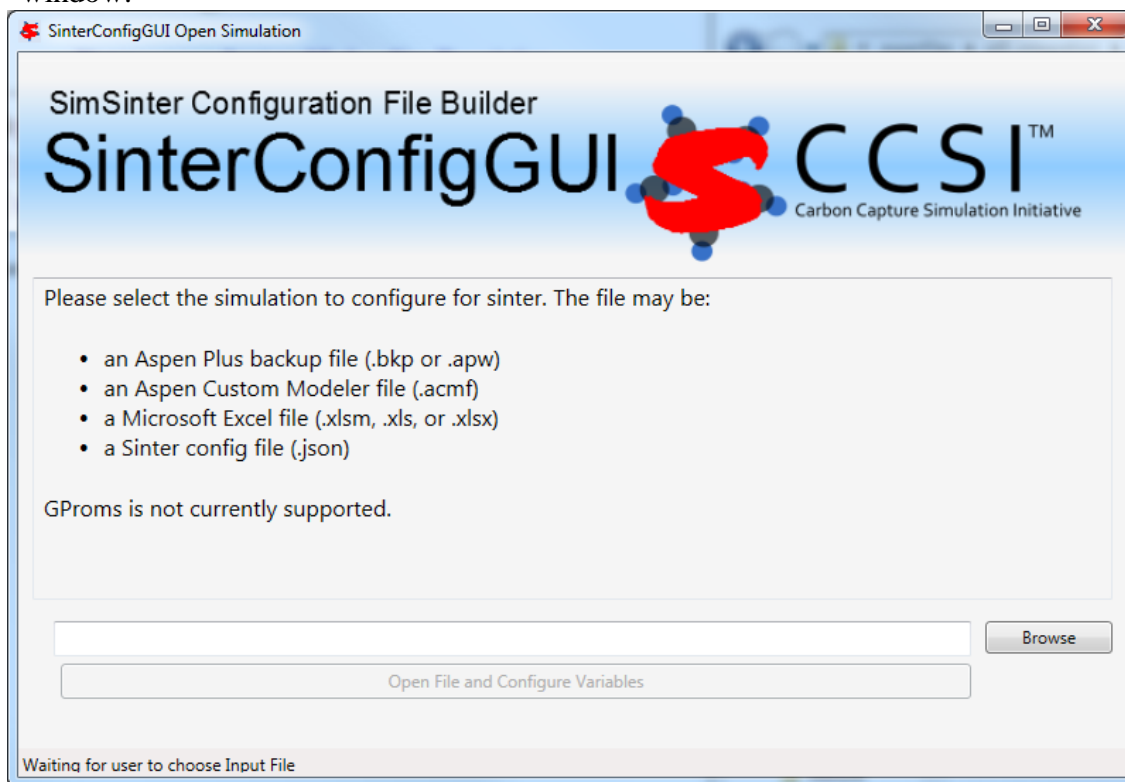 window.
SinterConfigGUI Open Simulation
SimSinter Configuration File Builder
SinterConfigGUI
CCSI™
Carbon Capture Simulation Initiative
Please select the simulation to configure for sinter. The file may be:
• an Aspen Plus backup file (.bkp or .apw)
• an Aspen Custom Modeler file (.acmf)
• a Microsoft Excel file (.xlsm, .xls, or .xlsx)
• a Sinter config file (.json)
GProms is not currently supported.
Browse
Open File and Configure Variables
Waiting for user to choose Input File